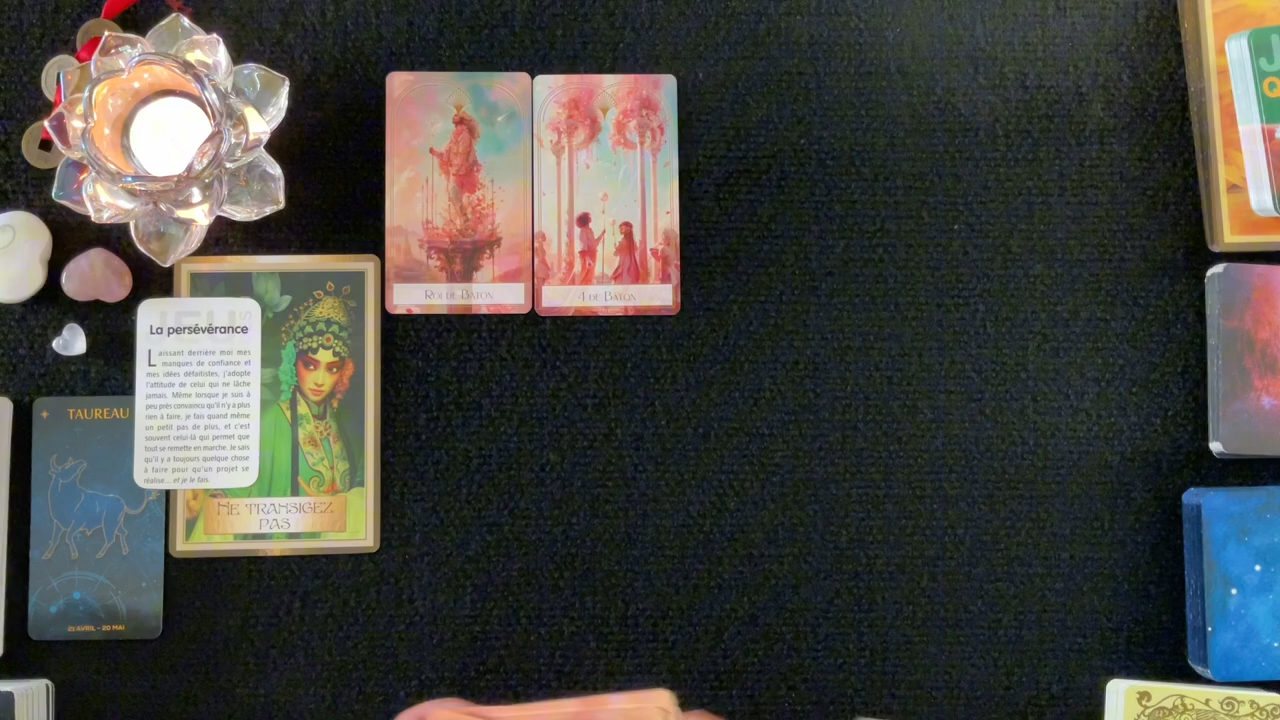 ROI DE BATON
4 DE BATON
La persévérance
Laissant derrière moi mes
manques de confiance et
mes idées défaitistes, j'adopte
l'attitude de celui qui ne lâche
jamais. Même lorsque je suis à
peu près convaincu qu'il n'y a plus
rien à faire, je fais quand même
un petit pas de plus, et c'est
souvent celui-là qui permet que
tout se remette en marche. Je sais
qu'il y a toujours quelque chose
à faire pour qu'un projet se
réalise... et je le fais.
TAUREAU
21 AVRIL - 20 MAI
NE TRANSIGEZ
PAS